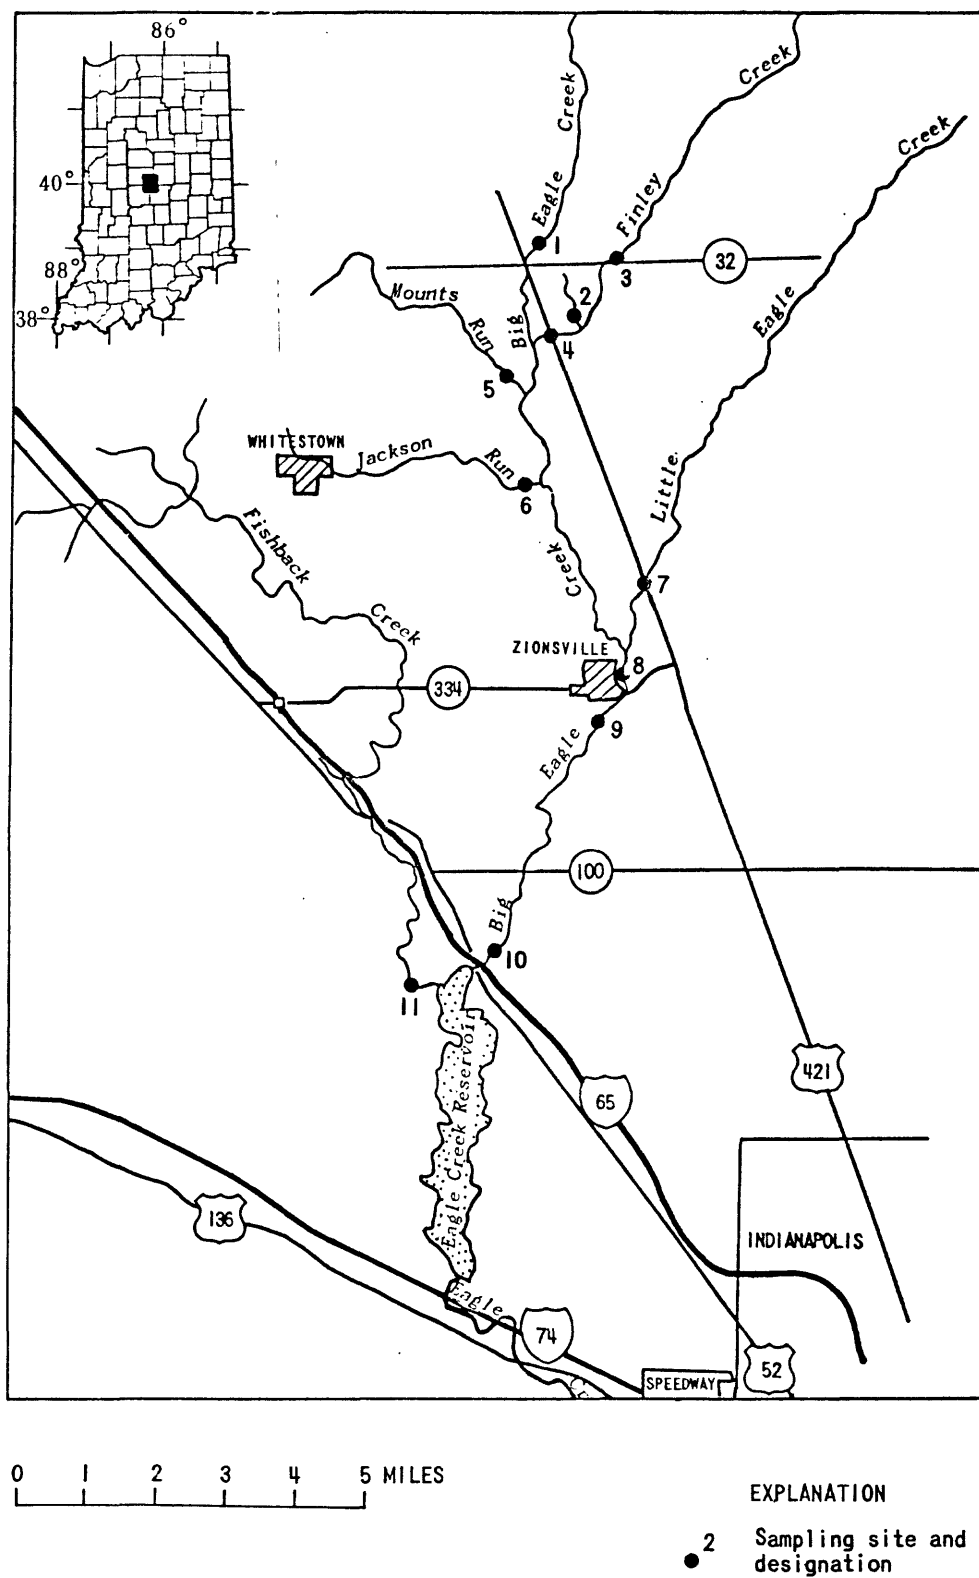 86°
40°
88°
38°
Eagle Creek
Finley Creek
Creek
1
3
32
2
Mounts
Run
Big
4
5
Eagle
WHITESTOWN
Jackson Run
6
Little
Fishback
Creek
Creek
7
ZIONSVILLE
8
334
9
Eagle
100
Big
10
11
Eagle Creek Reservoir
421
65
136
INDIANAPOLIS
Eagle
74
SPEEDWAY
52
0 1 2 3 4 5 MILES
EXPLANATION
2 Sampling site and
designation